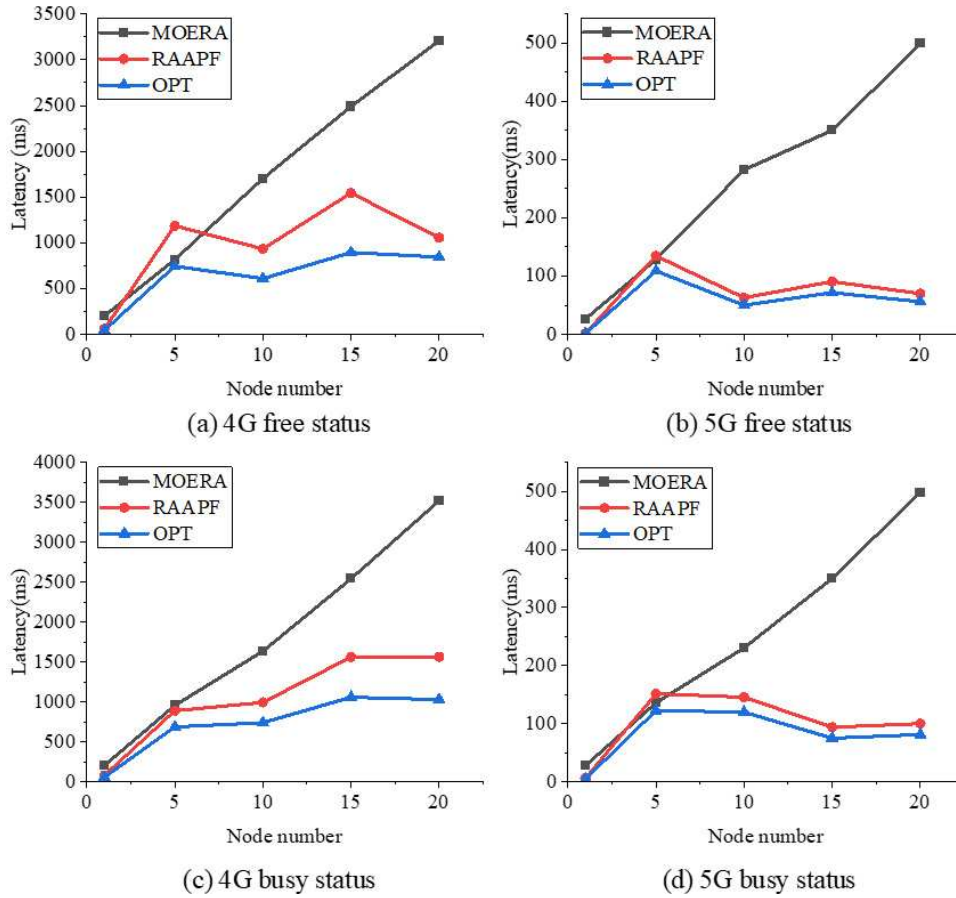 MOERA
RAAPF
OPT
3500
3000
2500
2000
1500
1000
500
0
Latency (ms)
0
5
10
15
20
Node number
(a) 4G free status
MOERA
RAAPF
OPT
500
400
300
200
100
0
Latency(ms)
0
5
10
15
20
Node number
(b) 5G free status
MOERA
RAAPF
OPT
4000
3500
3000
2500
2000
1500
1000
500
0
Latency(ms)
0
5
10
15
20
Node number
(c) 4G busy status
MOERA
RAAPF
OPT
500
400
300
200
100
0
Latency(ms)
0
5
10
15
20
Node number
(d) 5G busy status